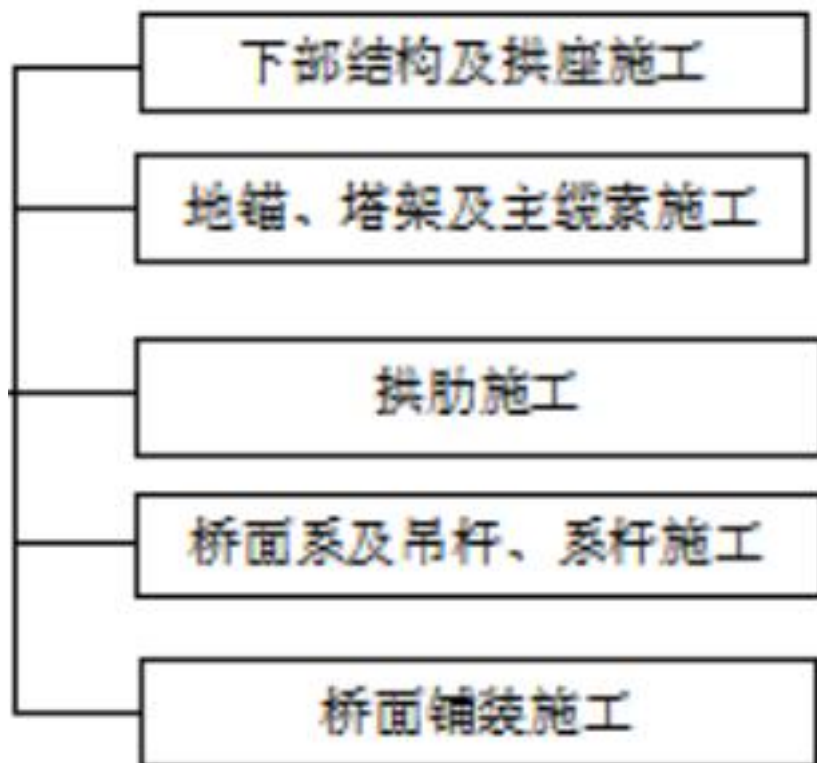 下部结构及拱座施工
地锚、塔架及主缆索施工
拱肋施工
桥面系及吊杆、系杆施工
桥面铺装施工